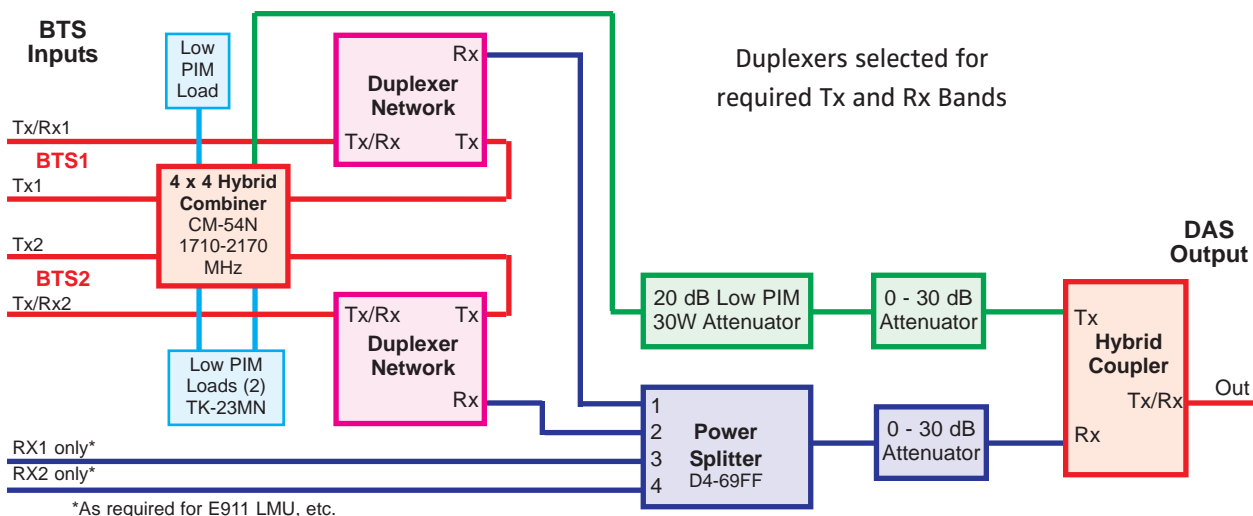 BTS
Inputs
Low
PIM
Load
Rx
Duplexer
Network
Tx/Rx
Tx
Duplexers selected for
required Tx and Rx Bands
Tx/Rx1
BTS1
Tx1
4 x 4 Hybrid
Combiner
CM-54N
1710-2170
MHz
Tx2
BTS2
Tx/Rx2
Tx/Rx
Tx
Duplexer
Network
Rx
Low PIM
Loads (2)
TK-23MN
20 dB Low PIM
30W Attenuator
0 - 30 dB
Attenuator
DAS
Output
Tx
Hybrid
Coupler
Tx/Rx
Rx
Out
1
2
3
4
Power
Splitter
D4-69FF
0 - 30 dB
Attenuator
RX1 only*
RX2 only*
*As required for E911 LMU, etc.